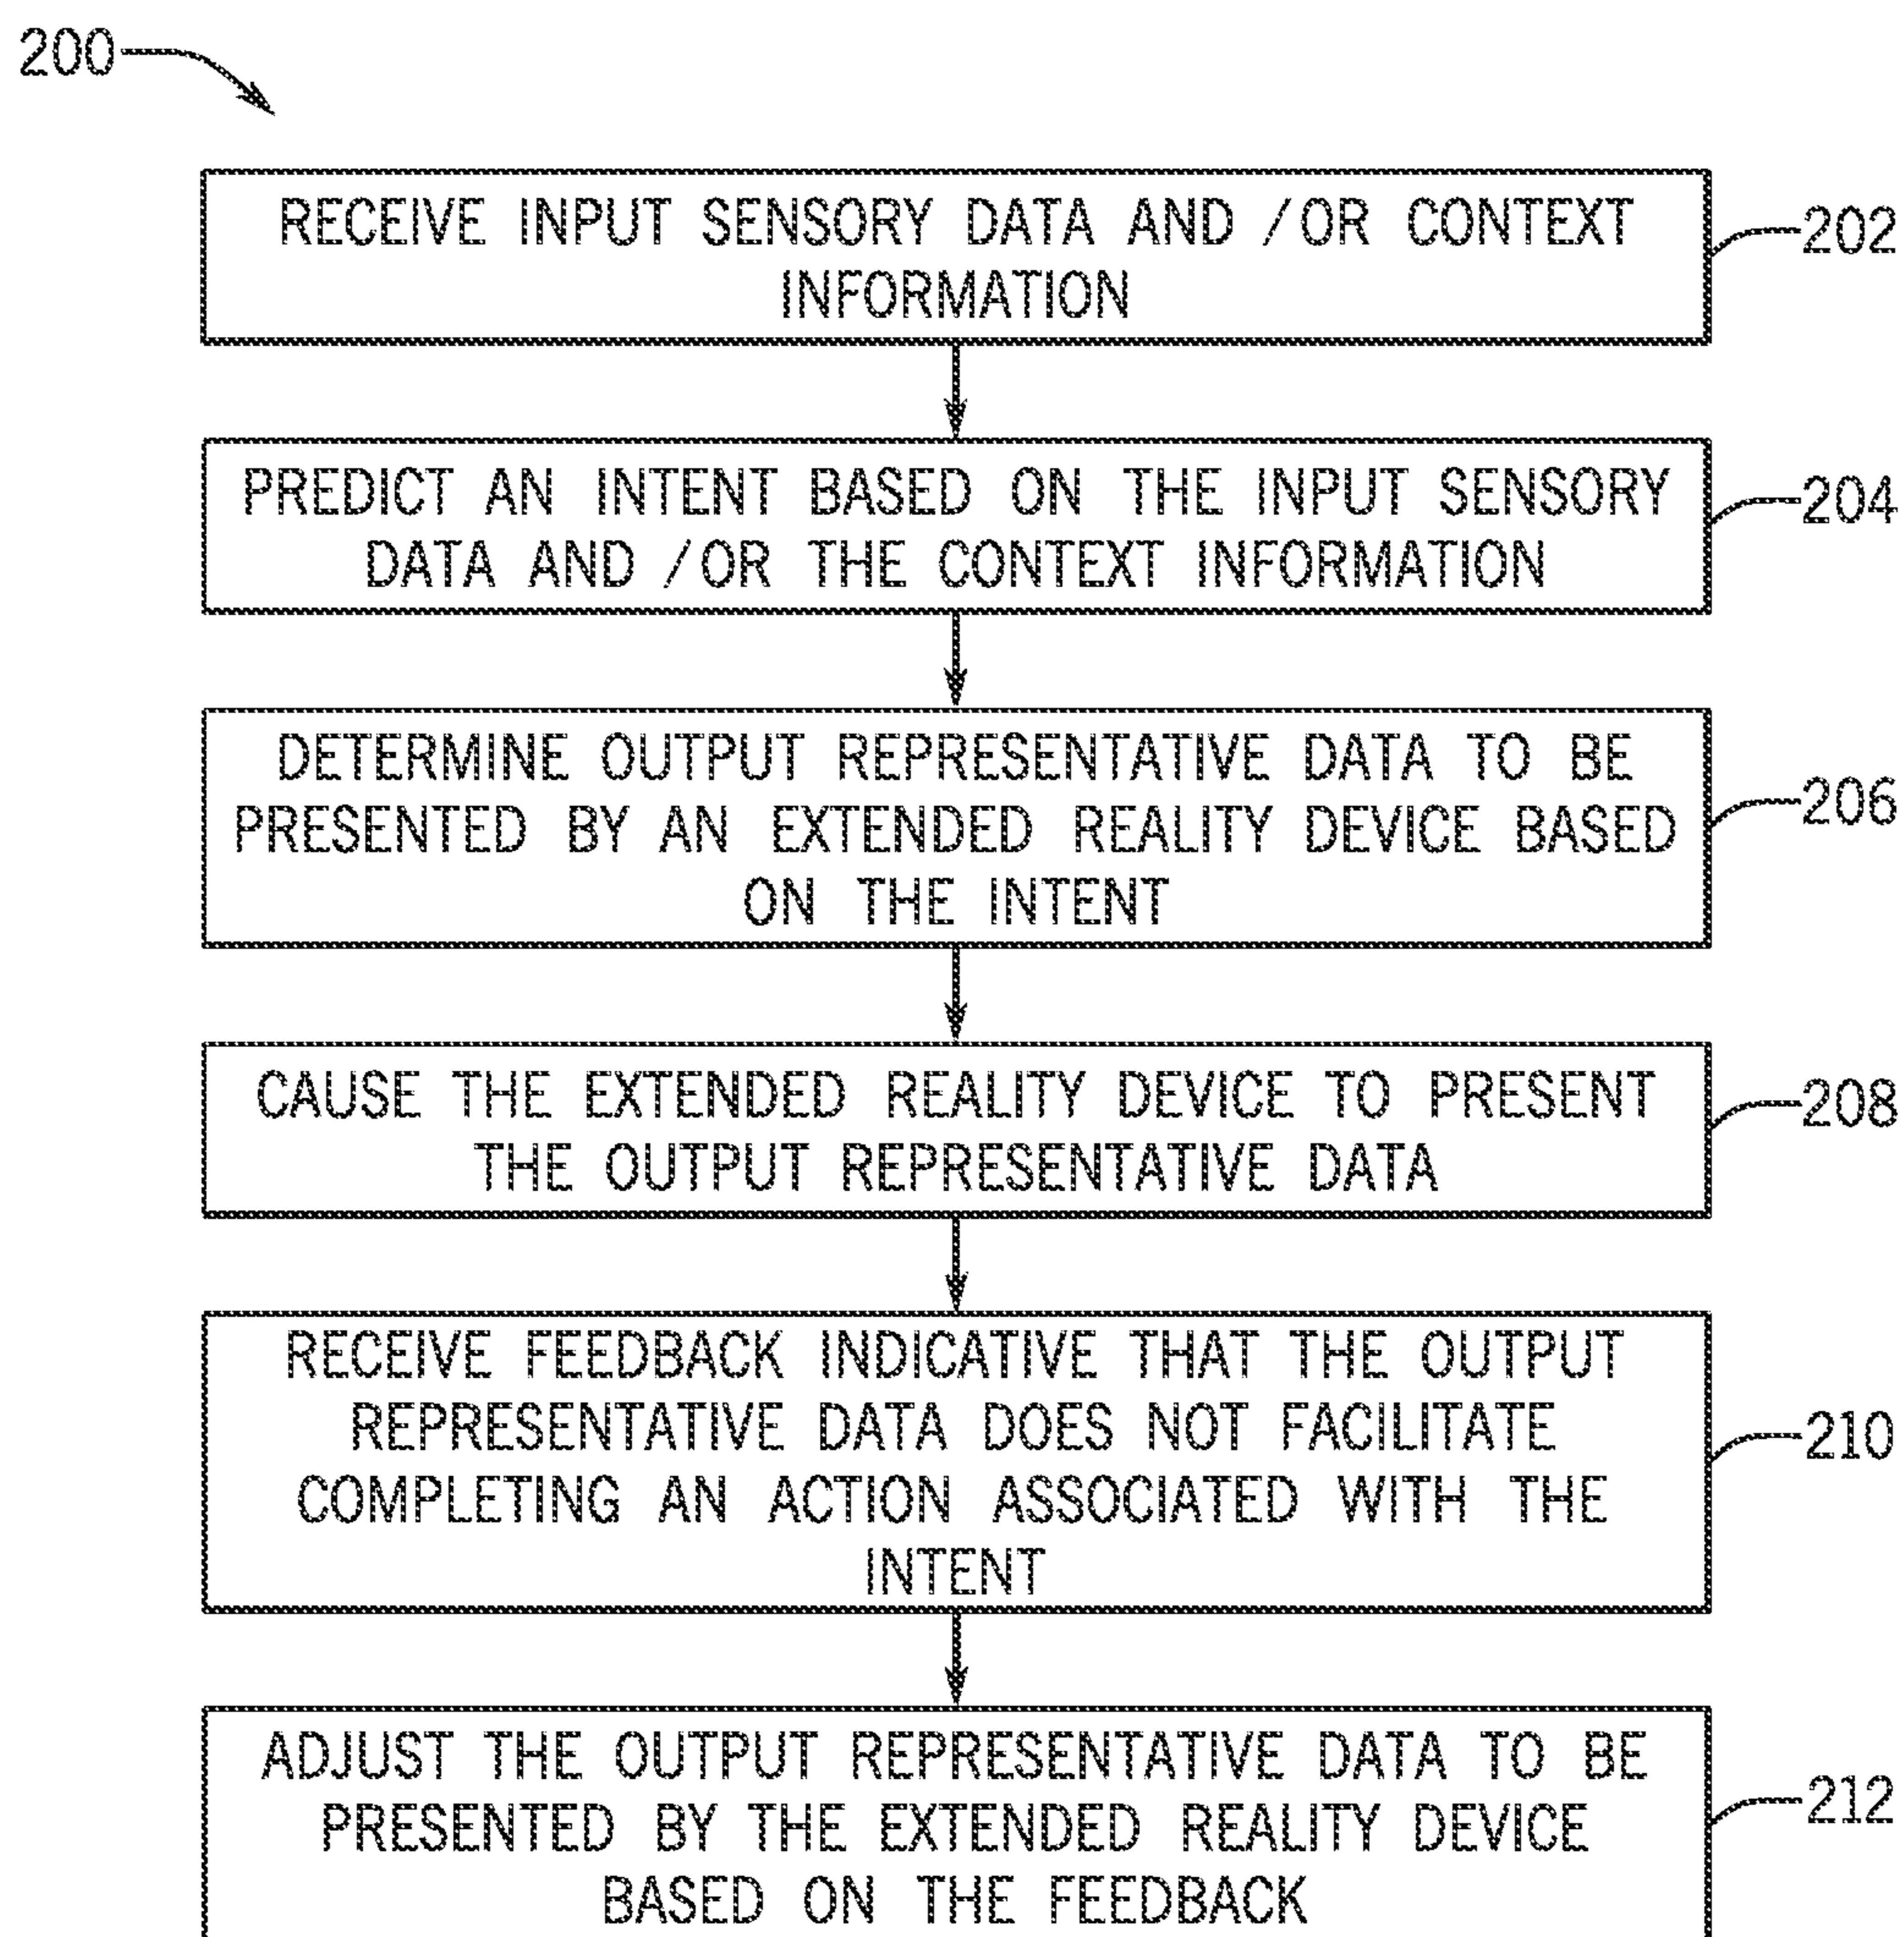 200
RECEIVE INPUT SENSORY DATA AND /OR CONTEXT
INFORMATION
202
PREDICT AN INTENT BASED ON THE INPUT SENSORY
DATA AND /OR THE CONTEXT INFORMATION
204
DETERMINE OUTPUT REPRESENTATIVE DATA TO BE
PRESENTED BY AN EXTENDED REALITY DEVICE BASED
ON THE INTENT
206
CAUSE THE EXTENDED REALITY DEVICE TO PRESENT
THE OUTPUT REPRESENTATIVE DATA
208
RECEIVE FEEDBACK INDICATIVE THAT THE OUTPUT
REPRESENTATIVE DATA DOES NOT FACILITATE
COMPLETING AN ACTION ASSOCIATED WITH THE
INTENT
210
ADJUST THE OUTPUT REPRESENTATIVE DATA TO BE
PRESENTED BY THE EXTENDED REALITY DEVICE
BASED ON THE FEEDBACK
212